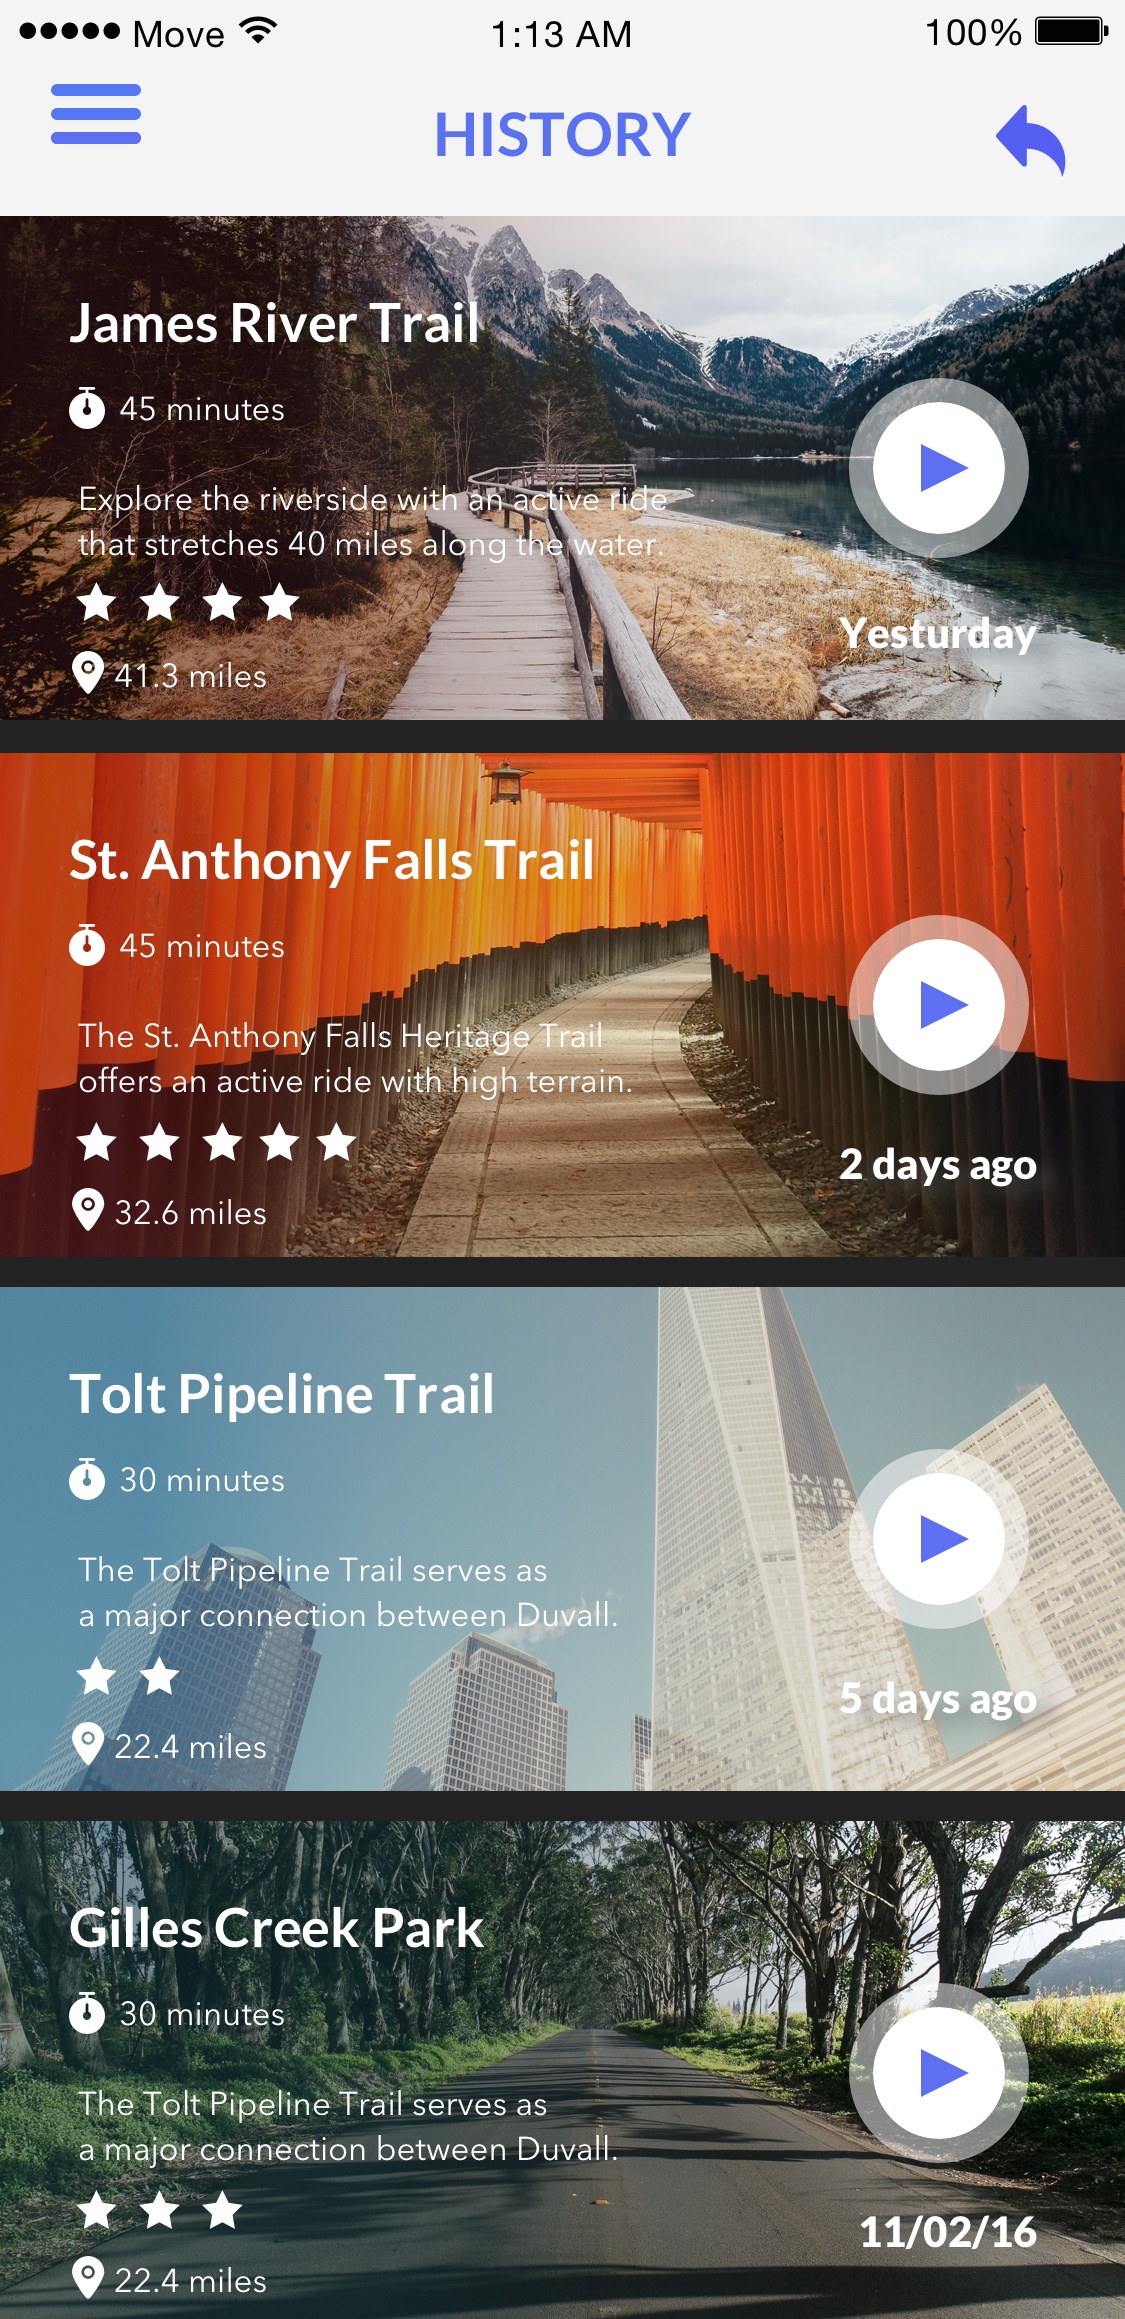 Move 1:13 AM 100%
HISTORY
James River Trail
45 minutes
Explore the riverside with an active ride
that stretches 40 miles along the water.
Yesturday
41.3 miles
St. Anthony Falls Trail
45 minutes
The St. Anthony Falls Heritage Trail
offers an active ride with high terrain.
2 days ago
32.6 miles
Tolt Pipeline Trail
30 minutes
The Tolt Pipeline Trail serves as
a major connection between Duvall.
5 days ago
22.4 miles
Gilles Creek Park
30 minutes
The Tolt Pipeline Trail serves as
a major connection between Duvall.
11/02/16
22.4 miles